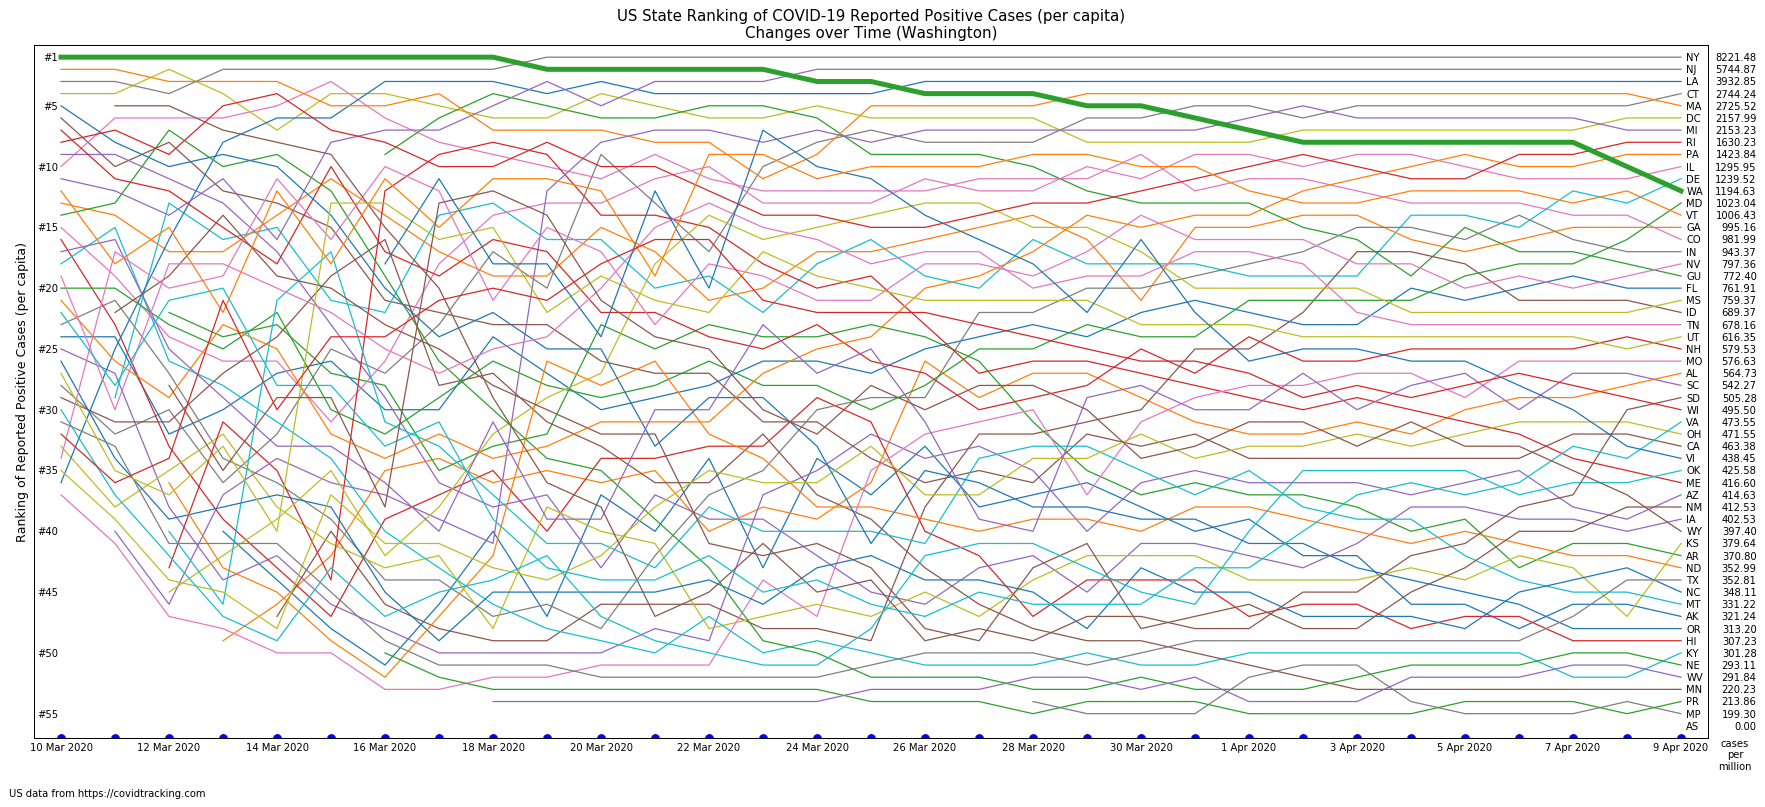 US State Ranking of COVID-19 Reported Positive Cases (per capita)
Changes over Time (Washington)
Ranking of Reported Positive Cases (per capita)
#1
#5
#10
#15
#20
#25
#30
#35
#40
#45
#50
#55
NY 8221.48
NJ 5744.87
LA 3932.85
CT 2744.24
MA 2725.52
DC 2157.99
MI 2153.23
RI 1630.23
PA 1423.84
IL 1295.95
DE 1239.52
WA 1194.63
MD 1023.04
VT 1006.43
GA 995.16
CO 981.99
IN 943.37
NV 797.36
GU 772.40
FL 761.91
MS 759.37
ID 689.37
TN 678.16
UT 616.35
NH 579.53
MO 576.63
AL 564.73
SC 542.27
SD 505.28
WI 495.50
VA 473.55
OH 471.55
CA 463.38
VI 438.45
OK 425.58
ME 416.60
AZ 414.63
NM 412.53
IA 402.53
WY 397.40
KS 379.64
AR 370.80
ND 352.99
TX 352.81
NC 348.11
MT 331.22
AK 321.24
OR 313.20
HI 307.23
KY 301.28
NE 293.11
WV 291.84
MN 220.23
PR 213.86
MP 199.30
AS 0.00
10 Mar 2020 12 Mar 2020 14 Mar 2020 16 Mar 2020 18 Mar 2020 20 Mar 2020 22 Mar 2020 24 Mar 2020 26 Mar 2020 28 Mar 2020 30 Mar 2020 1 Apr 2020 3 Apr 2020 5 Apr 2020 7 Apr 2020 9 Apr 2020
cases
per
million
US data from https://covidtracking.com